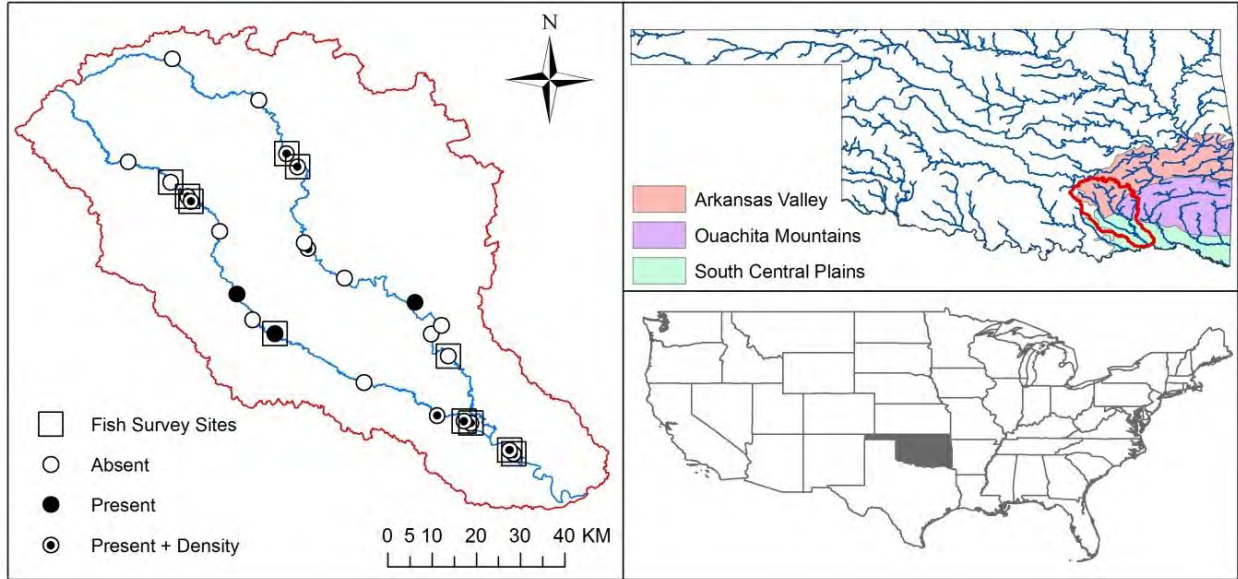 N
Fish Survey Sites
Absent
Present
Present + Density
0 5 10 20 30 40 KM
Arkansas Valley
Ouachita Mountains
South Central Plains